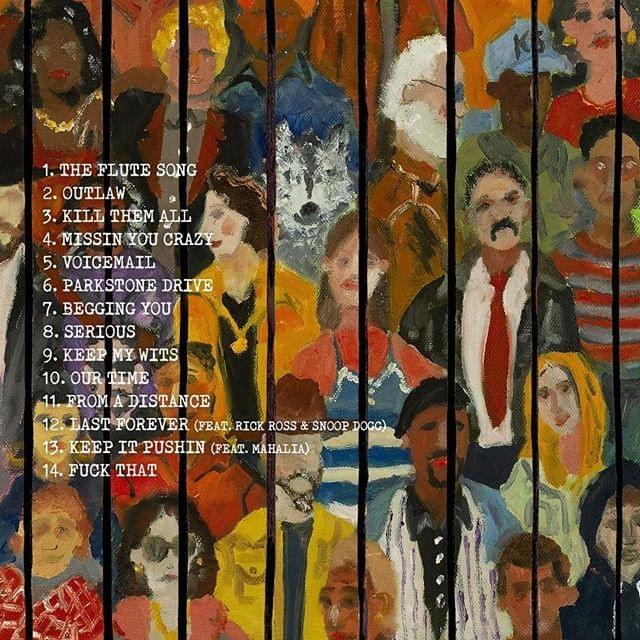 K$
1. THE FLUTE SONG
2. OUTLAW
3. KILL THEM ALL
4. MISSIN YOU CRAZY
5. VOICEMAIL
6. PARKSTONE DRIVE
7. BEGGING YOU
8. SERIOUS
9. KEEP MY WITS
10. OUR TIME
11. FROM A DISTANCE
12. LAST FOREVER (FEAT. RICK ROSS & SNOOP DOGG)
13. KEEP IT PUSHIN (FEAT. MAHALIA)
14. FUCK THAT